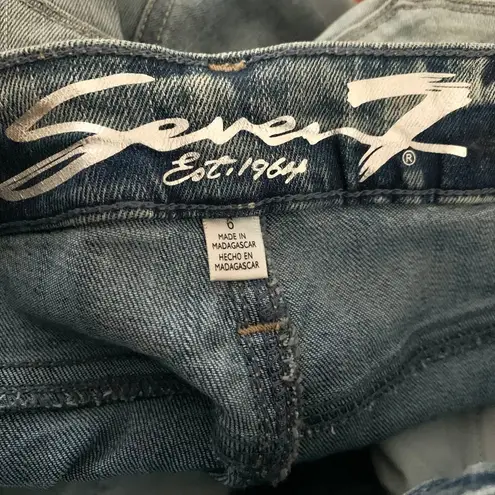 Seven7
Est. 1964
®
6
MADE IN
MADAGASCAR
HECHO EN
MADAGASCAR